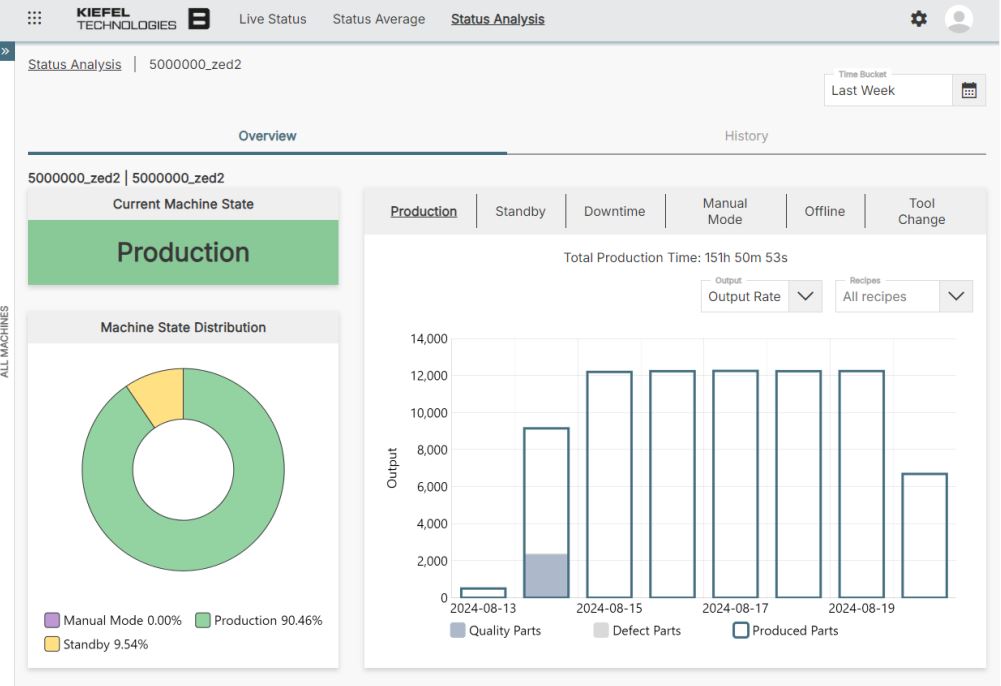 KIEFEL
TECHNOLOGIES
Live Status
Status Average
Status Analysis
»
ALL MACHINES
Status Analysis | 5000000_zed2
Time Bucket
Last Week
Overview
History
5000000_zed2 | 5000000_zed2
Current Machine State
Production
Machine State Distribution
Manual Mode 0.00%
Production 90.46%
Standby 9.54%
Production
Standby
Downtime
Manual
Mode
Offline
Tool
Change
Total Production Time: 151h 50m 53s
Output
Output Rate
Recipes
All recipes
Output
14,000
12,000
10,000
8,000
6,000
4,000
2,000
0
2024-08-13
2024-08-15
2024-08-17
2024-08-19
Quality Parts
Defect Parts
Produced Parts